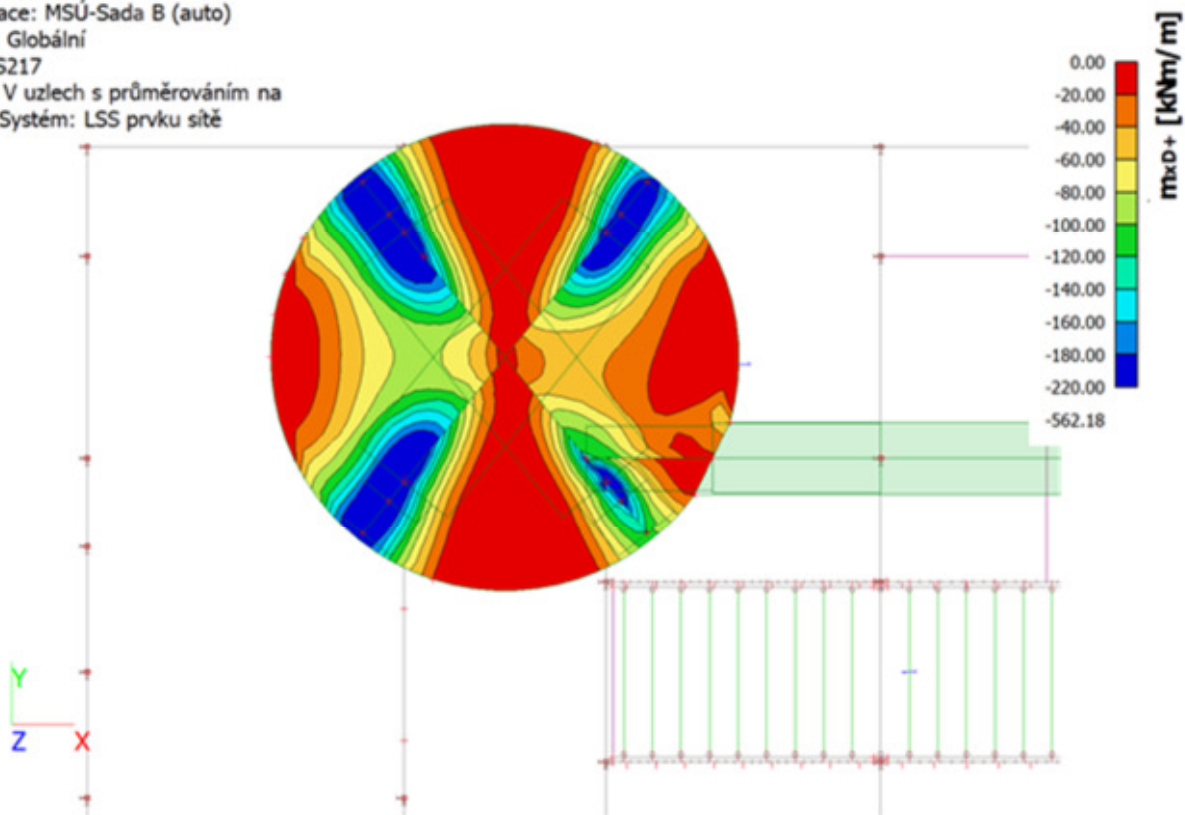 ace: MSÚ-Sada B (auto)
Globální
S217
V uzlech s průměrováním na
Systém: LSS prvku sítě
mxD+ [kNm/m]
0.00
-20.00
-40.00
-60.00
-80.00
-100.00
-120.00
-140.00
-160.00
-180.00
-220.00
-562.18
Y
Z X